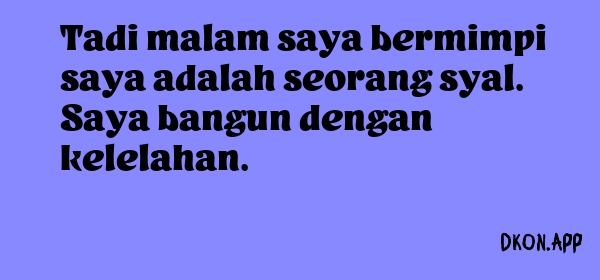 Tadi malam saya bermimpi
saya adalah seorang syal.
Saya bangun dengan
kelelahan.
DKON.APP